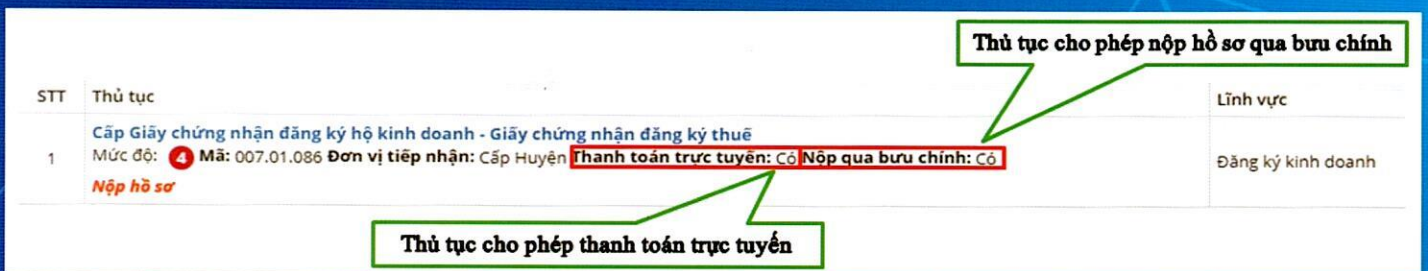 Thủ tục cho phép nộp hồ sơ qua bưu chính
STT Thủ tục Lĩnh vực
Cấp Giấy chứng nhận đăng ký hộ kinh doanh - Giấy chứng nhận đăng ký thuế
1 Mức độ: 4 Mã: 007.01.086 Đơn vị tiếp nhận: Cấp Huyện Thanh toán trực tuyến: Có Nộp qua bưu chính: Có Đăng ký kinh doanh
Nộp hồ sơ
Thủ tục cho phép thanh toán trực tuyến